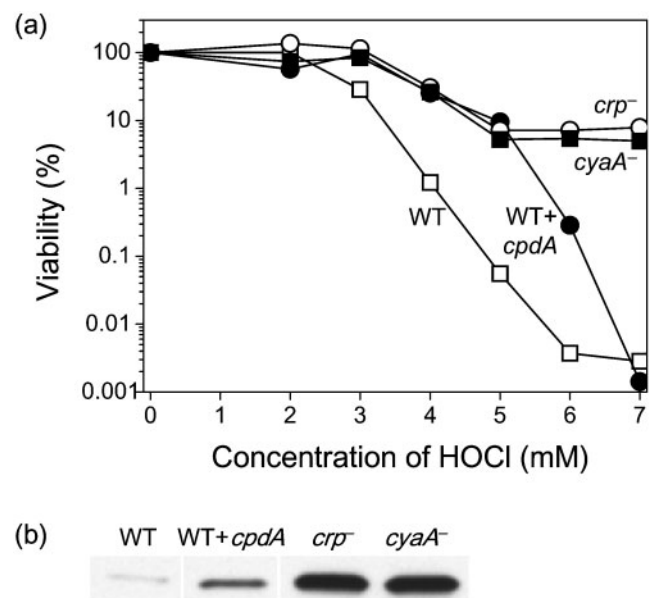 (a)
100
10
1
0.1
0.01
0.001
Viability (%)
crp–
cyaA–
WT
WT+
cpdA
0 1 2 3 4 5 6 7
Concentration of HOCl (mM)
(b)
WT WT+cpdA crp– cyaA–